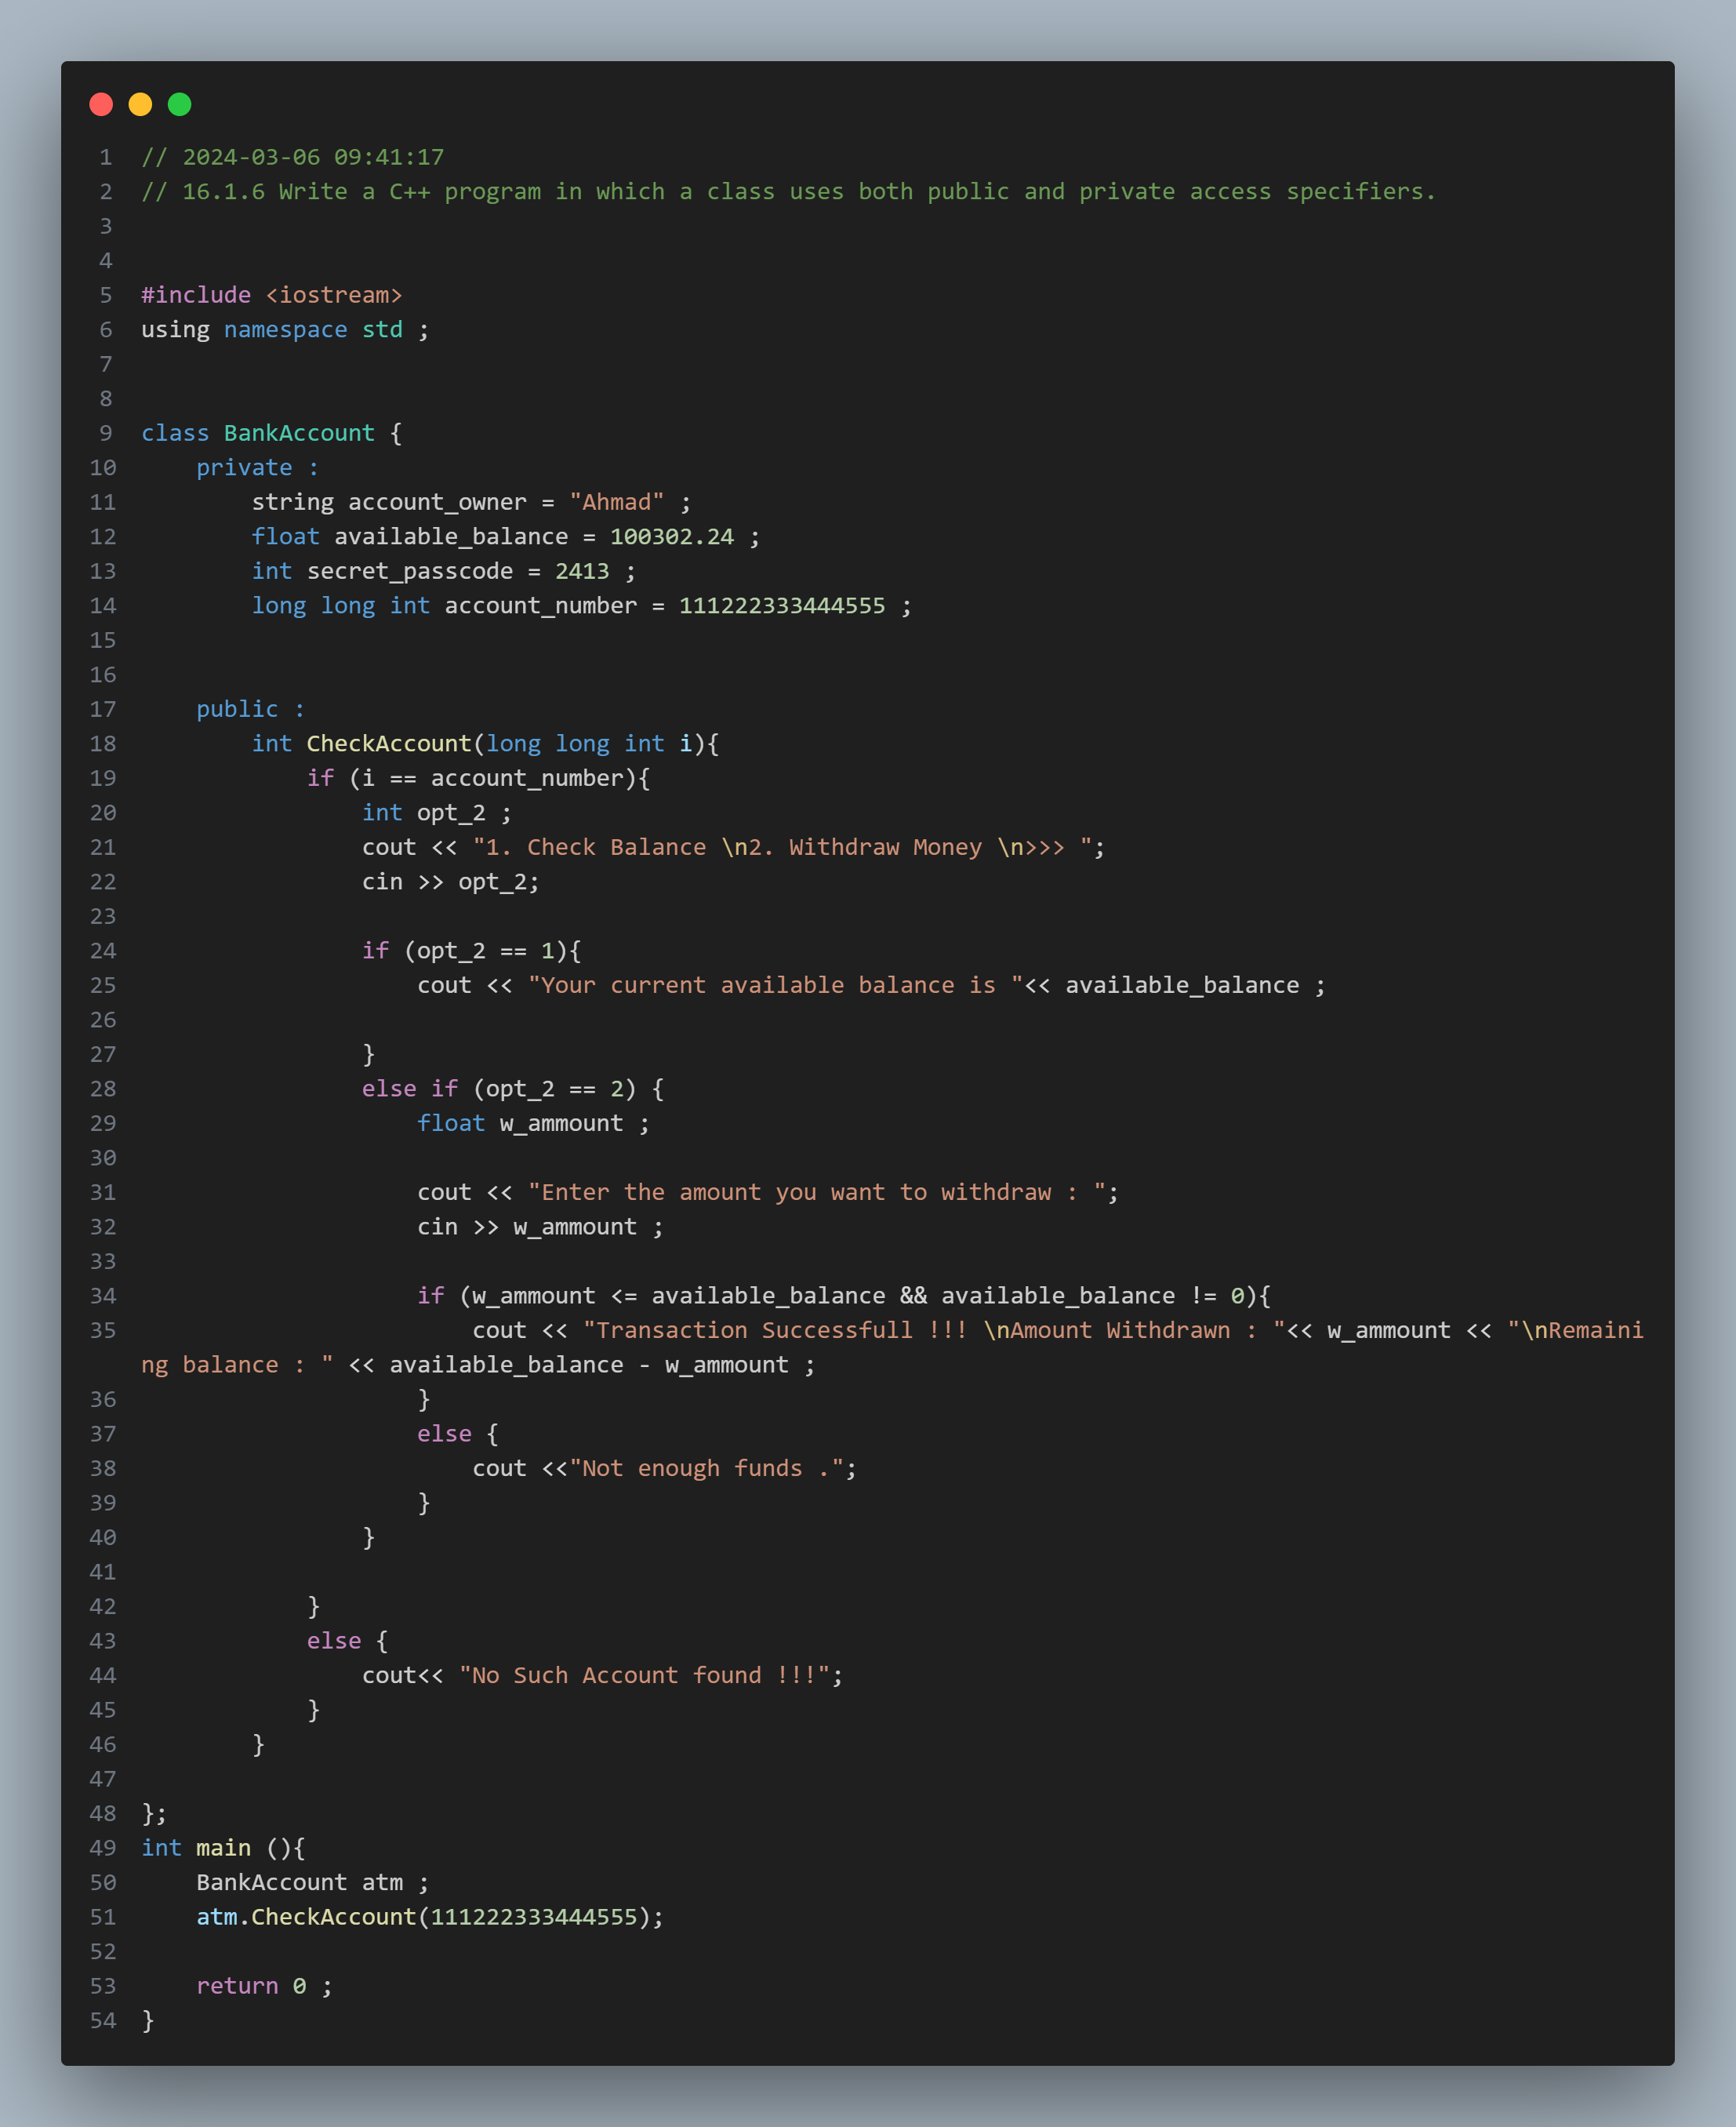 1 // 2024-03-06 09:41:17
2 // 16.1.6 Write a C++ program in which a class uses both public and private access specifiers.
3
4
5 #include <iostream>
6 using namespace std ;
7
8
9 class BankAccount {
10     private :
11         string account_owner = "Ahmad" ;
12         float available_balance = 100302.24 ;
13         int secret_passcode = 2413 ;
14         long long int account_number = 111222333444555 ;
15
16
17     public :
18         int CheckAccount(long long int i){
19             if (i == account_number){
20                 int opt_2 ;
21                 cout << "1. Check Balance \n2. Withdraw Money \n>>> ";
22                 cin >> opt_2;
23
24                 if (opt_2 == 1){
25                     cout << "Your current available balance is "<< available_balance ;
26
27                 }
28                 else if (opt_2 == 2) {
29                     float w_ammount ;
30
31                     cout << "Enter the amount you want to withdraw : ";
32                     cin >> w_ammount ;
33
34                     if (w_ammount <= available_balance && available_balance != 0){
35                         cout << "Transaction Successfull !!! \nAmount Withdrawn : "<< w_ammount << "\nRemaini
ng balance : " << available_balance - w_ammount ;
36                     }
37                     else {
38                         cout <<"Not enough funds .";
39                     }
40                 }
41
42             }
43             else {
44                 cout<< "No Such Account found !!!";
45             }
46         }
47
48 };
49 int main (){
50     BankAccount atm ;
51     atm.CheckAccount(111222333444555);
52
53     return 0 ;
54 }